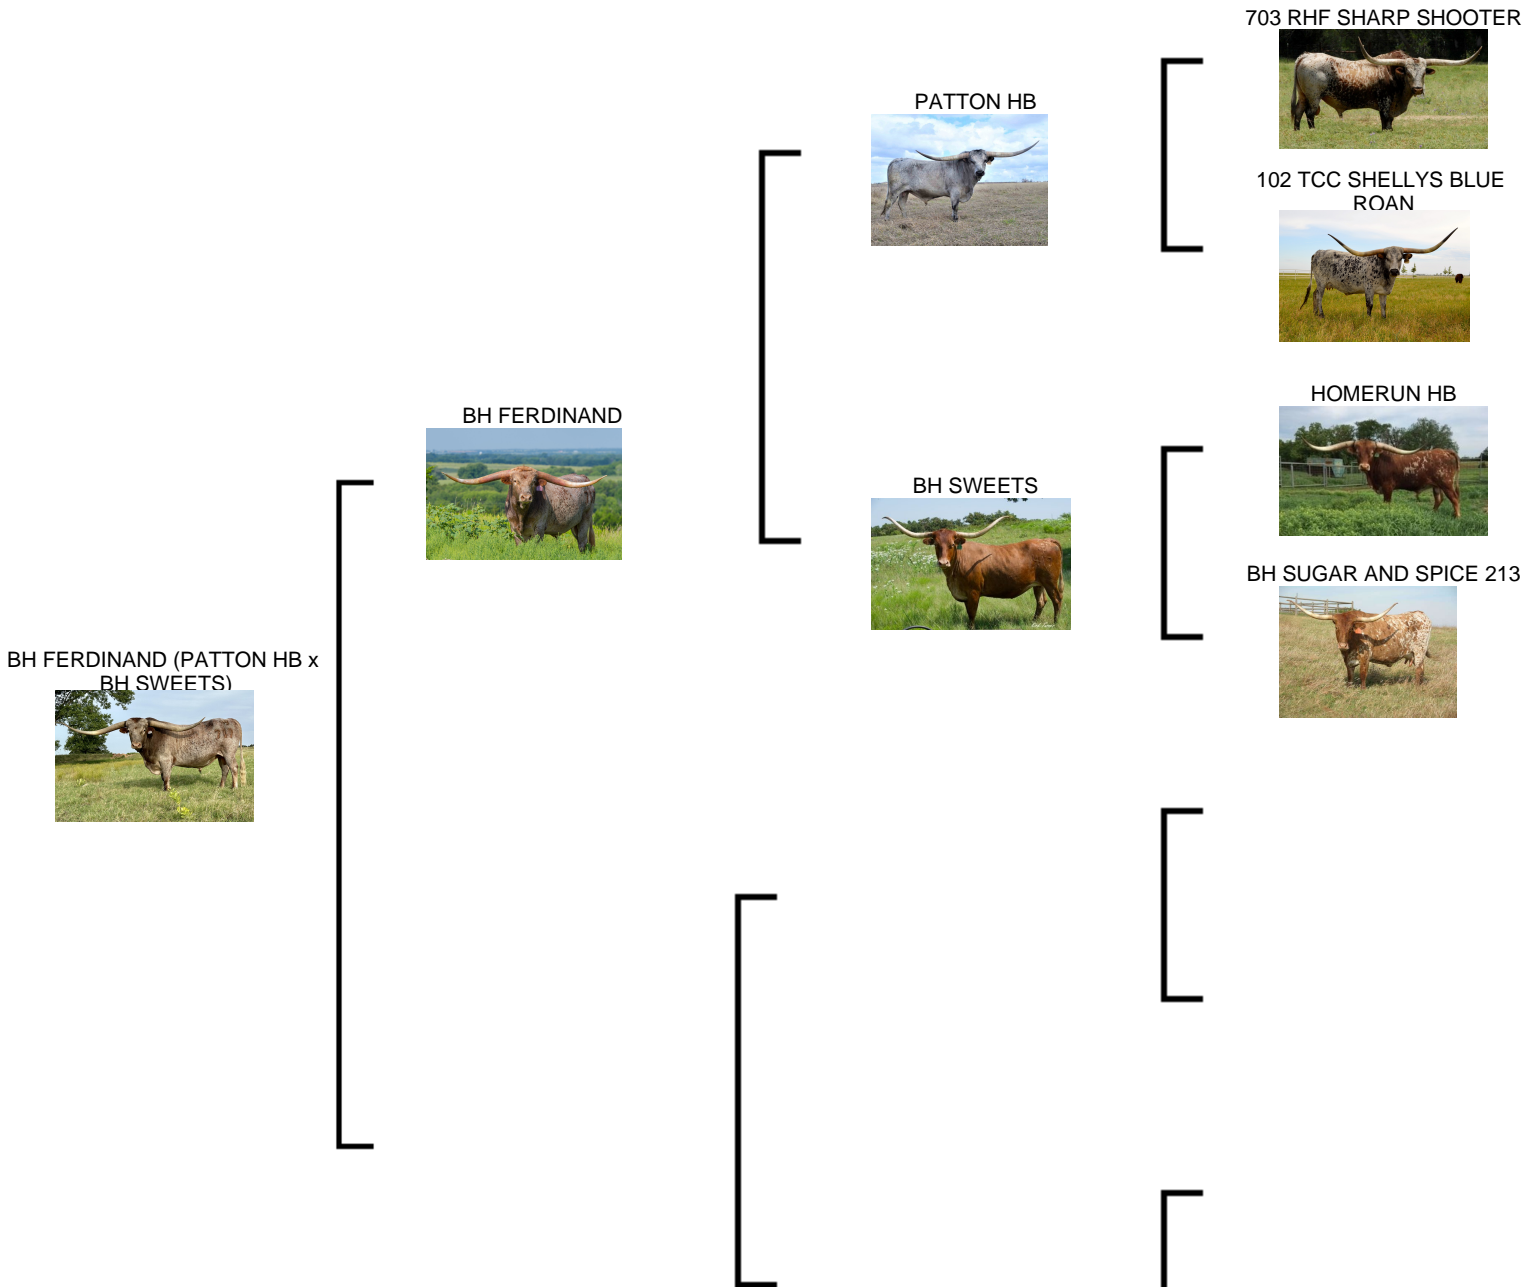 703 RHF SHARP SHOOTER
PATTON HB
102 TCC SHELLYS BLUE
ROAN
HOMERUN HB
BH FERDINAND
BH SWEETS
BH SUGAR AND SPICE 213
BH FERDINAND (PATTON HB x
BH SWEETS)